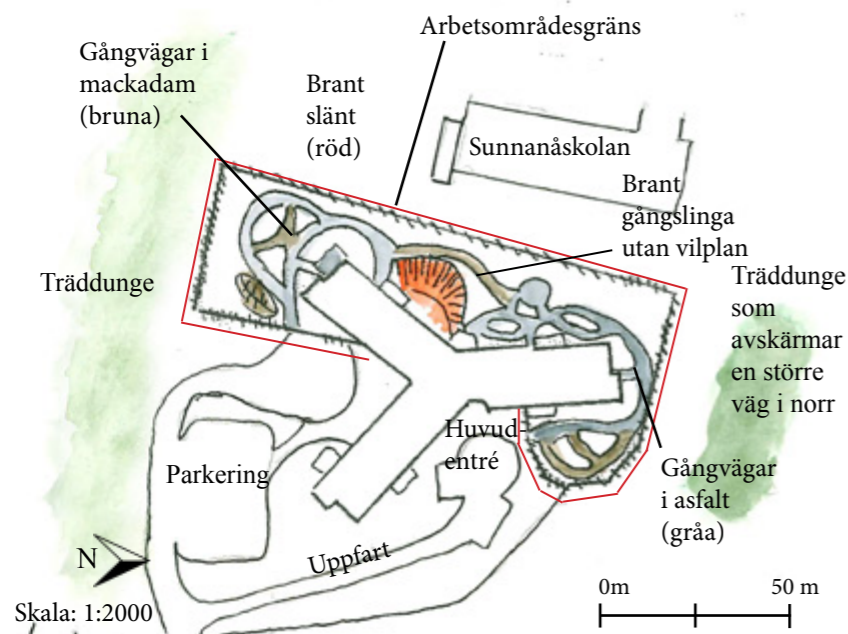 Arbetsområdesgräns
Gångvägar i
mackadam
(bruna)
Brant
slänt
(röd)
Sunnanåskolan
Brant
gångslinga
utan vilplan
Träddunge
Träddunge
som
avskärmar
en större
väg i norr
Huvud-
entré
Parkering
Gångvägar
i asfalt
(gråa)
Uppfart
N
0m
50 m
Skala: 1:2000